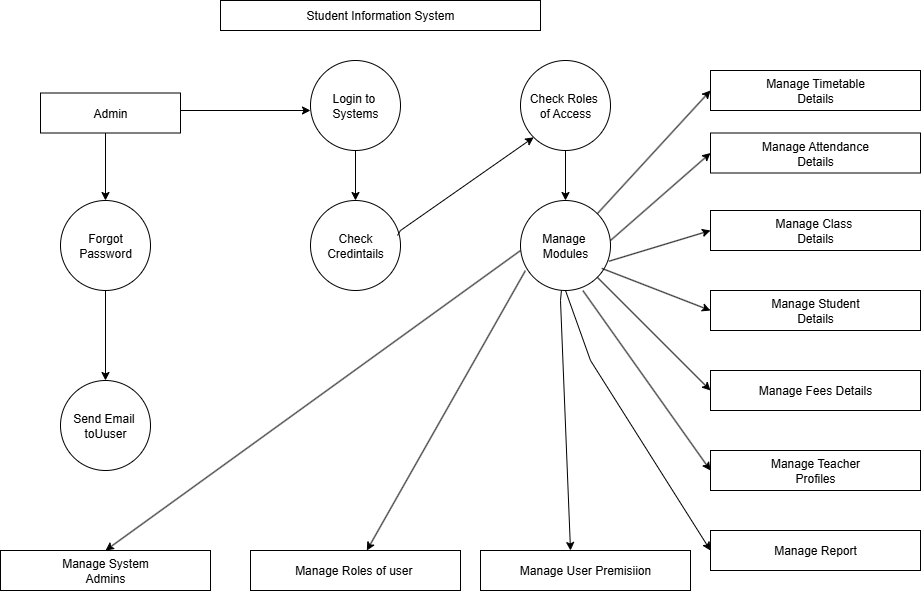 Student Information System
Admin
Login to
Systems
Check Roles
of Access
Manage Timetable
Details
Manage Attendance
Details
Forgot
Password
Check
Credintails
Manage
Modules
Manage Class
Details
Manage Student
Details
Manage Fees Details
Send Email
toUuser
Manage Teacher
Profiles
Manage System
Admins
Manage Roles of user
Manage User Premisiion
Manage Report